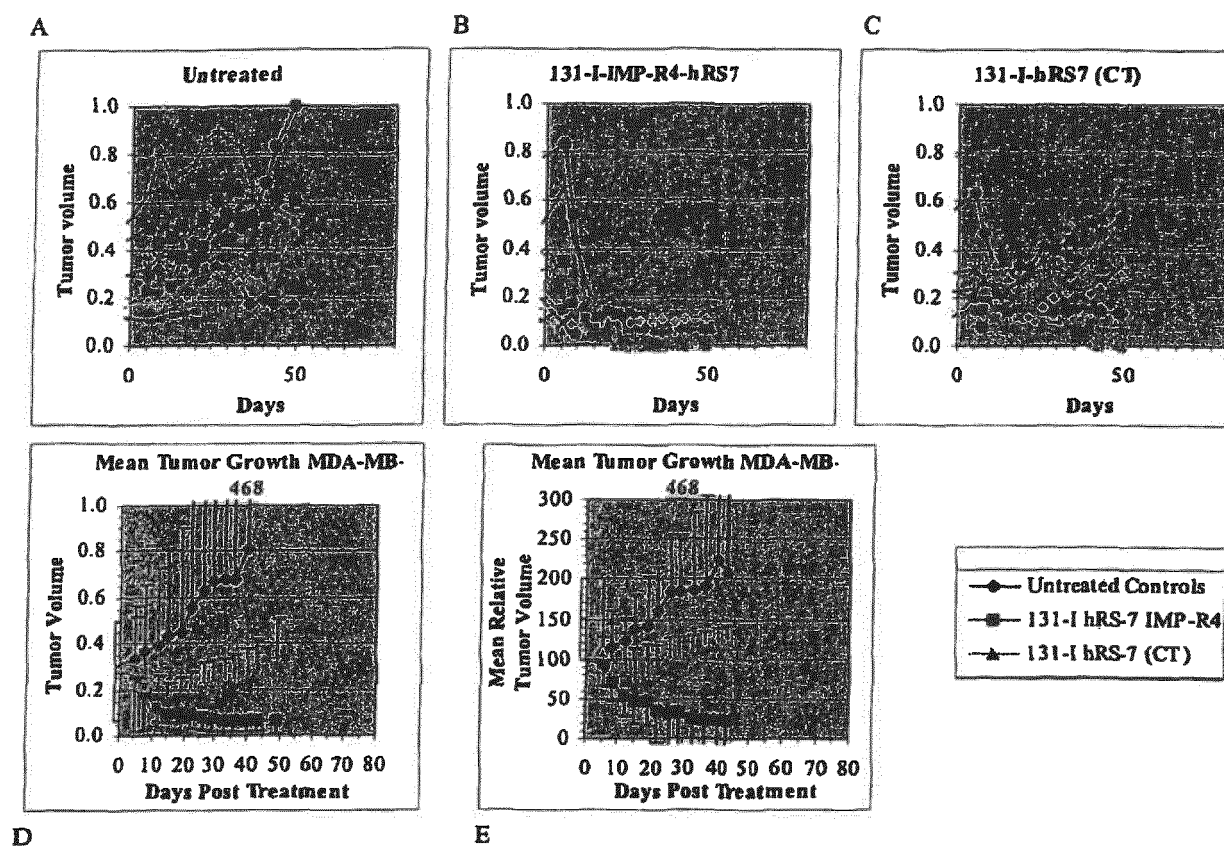 A
B
C
Untreated
131-I-IMP-R4-hRS7
131-I-hRS7 (CT)
1.0
0.8
0.6
0.4
0.2
0.0
Tumor volume
0
50
Days
1.0
0.8
0.6
0.4
0.2
0.0
Tumor volume
0
50
Days
1.0
0.8
0.6
0.4
0.2
0.0
Tumor volume
0
50
Days
Mean Tumor Growth MDA-MB-
468
1.0
0.8
0.6
0.4
0.2
0.0
Tumor Volume
0 10 20 30 40 50 60 70 80
Days Post Treatment
Mean Tumor Growth MDA-MB-
468
300
250
200
150
100
50
0
Mean Relative
Tumor Volume
0 10 20 30 40 50 60 70 80
Days Post Treatment
Untreated Controls
131-I hRS-7 IMP-R4
131-I hRS-7 (CT)
D
E